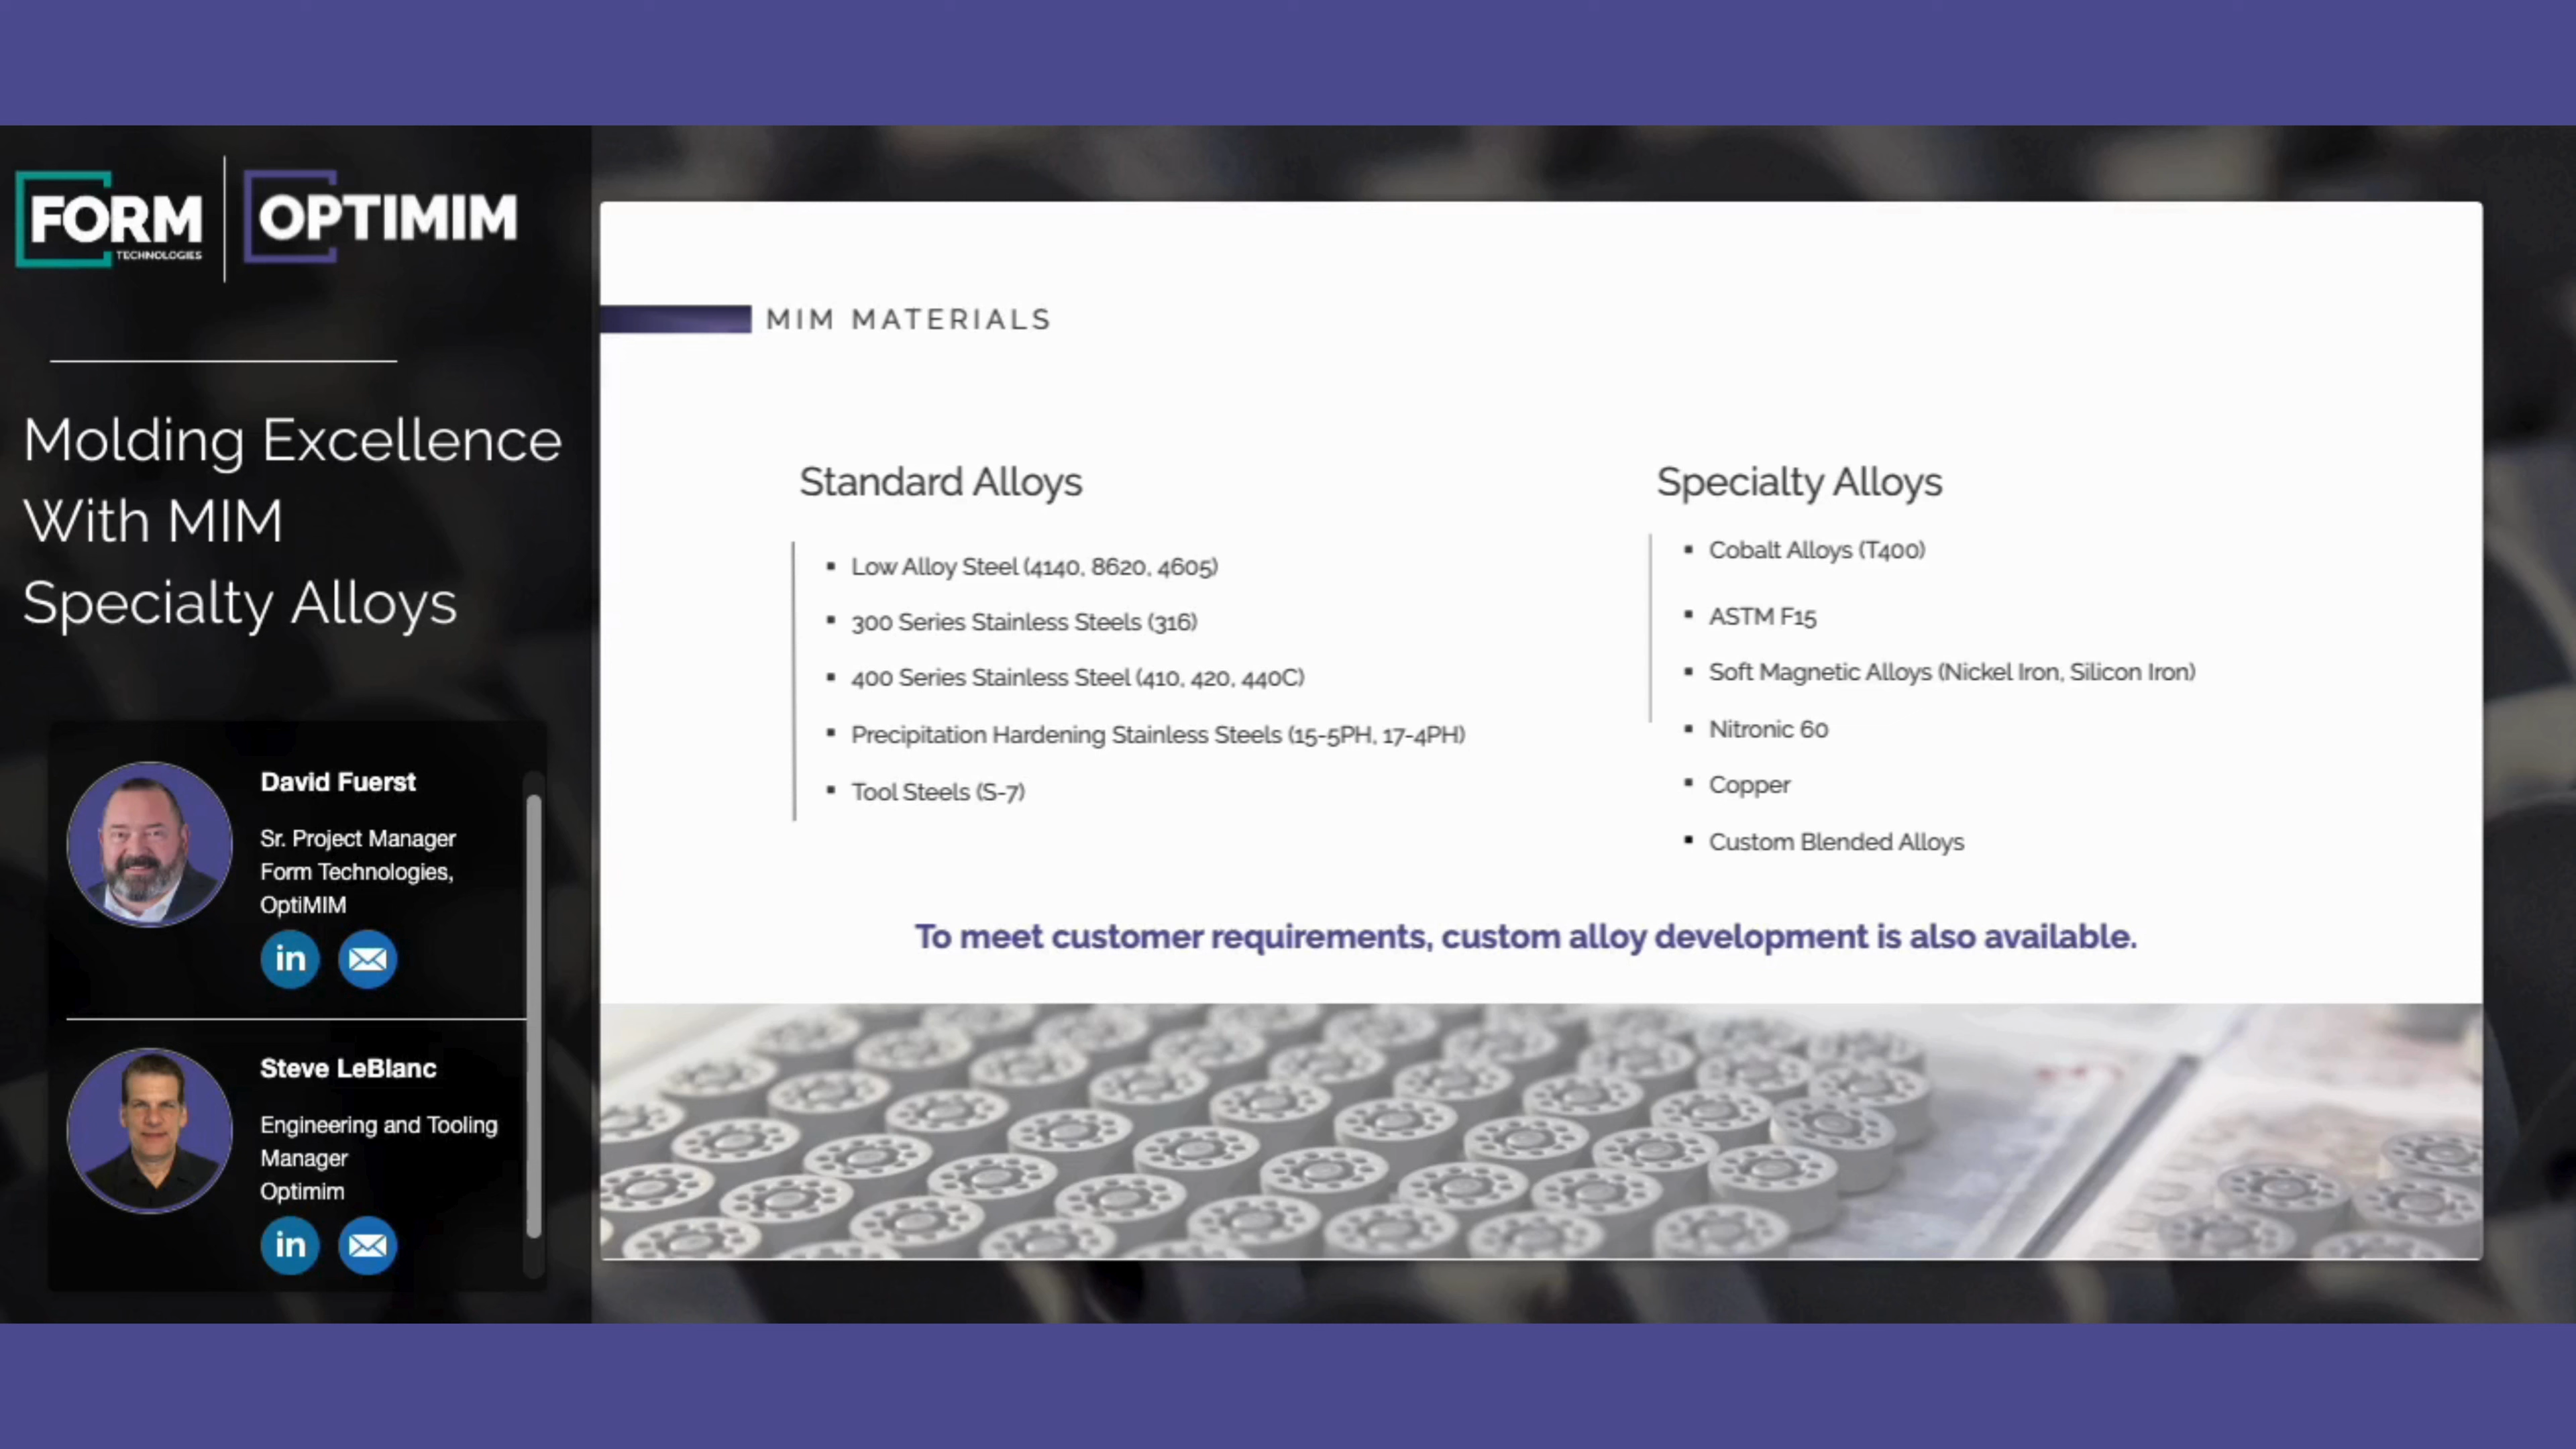 FORM
TECHNOLOGIES
OPTIMIM
Molding Excellence
With MIM
Specialty Alloys
David Fuerst
Sr. Project Manager
Form Technologies,
OptiMIM
in
Steve LeBlanc
Engineering and Tooling
Manager
Optimim
in
MIM MATERIALS
Standard Alloys
▪ Low Alloy Steel (4140, 8620, 4605)
▪ 300 Series Stainless Steels (316)
▪ 400 Series Stainless Steel (410, 420, 440C)
▪ Precipitation Hardening Stainless Steels (15-5PH, 17-4PH)
▪ Tool Steels (S-7)
Specialty Alloys
▪ Cobalt Alloys (T400)
▪ ASTM F15
▪ Soft Magnetic Alloys (Nickel Iron, Silicon Iron)
▪ Nitronic 60
▪ Copper
▪ Custom Blended Alloys
To meet customer requirements, custom alloy development is also available.